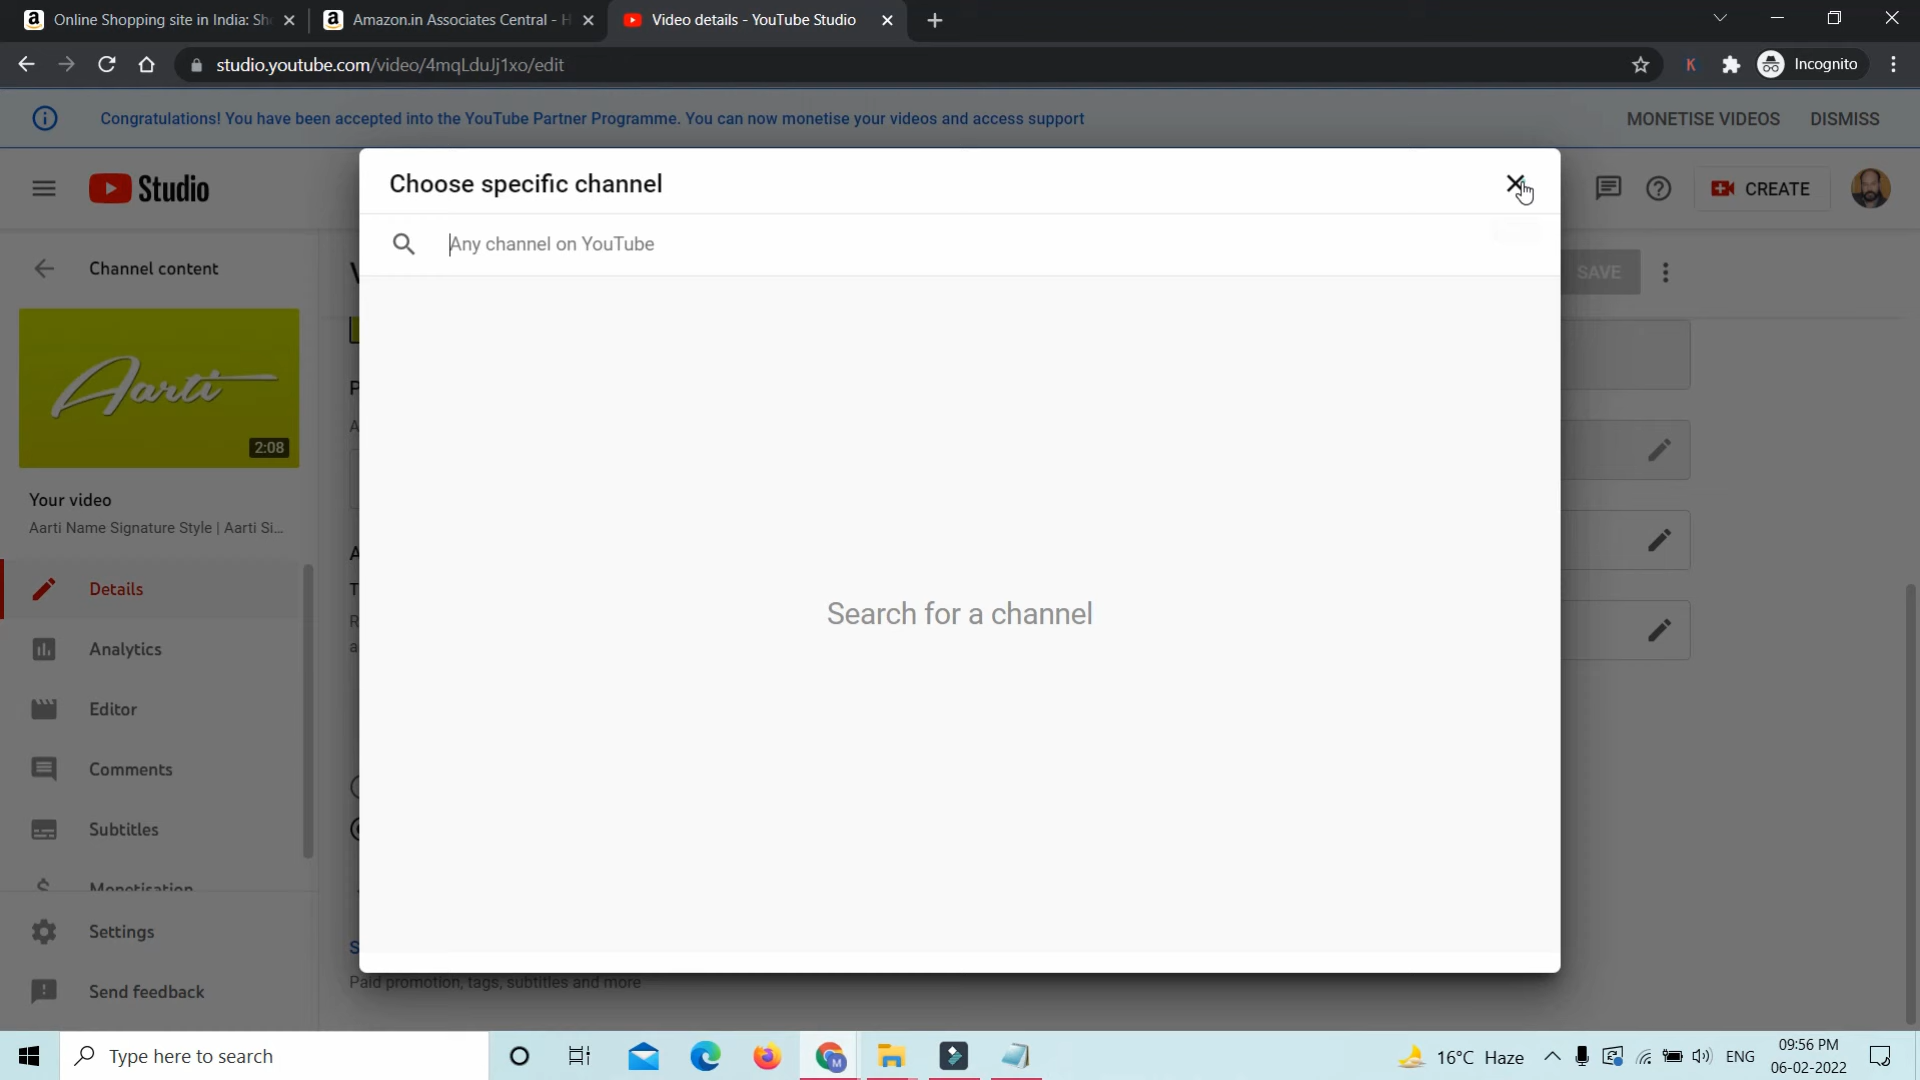 Online Shopping site in India: Sh
Amazon.in Associates Central - H
Video details - YouTube Studio
studio.youtube.com/video/4mqLduJj1xo/edit
K
Incognito
Congratulations! You have been accepted into the YouTube Partner Programme. You can now monetise your videos and access support
MONETISE VIDEOS
DISMISS
Studio
Choose specific channel
CREATE
Any channel on YouTube
Channel content
SAVE
Aarti
2:08
Search for a channel
Your video
Aarti Name Signature Style | Aarti Si...
Details
Analytics
Editor
Comments
Subtitles
Monetisation
Settings
Send feedback
Paid promotion, tags, subtitles and more
Type here to search
16°C Haze
ENG
09:56 PM
06-02-2022